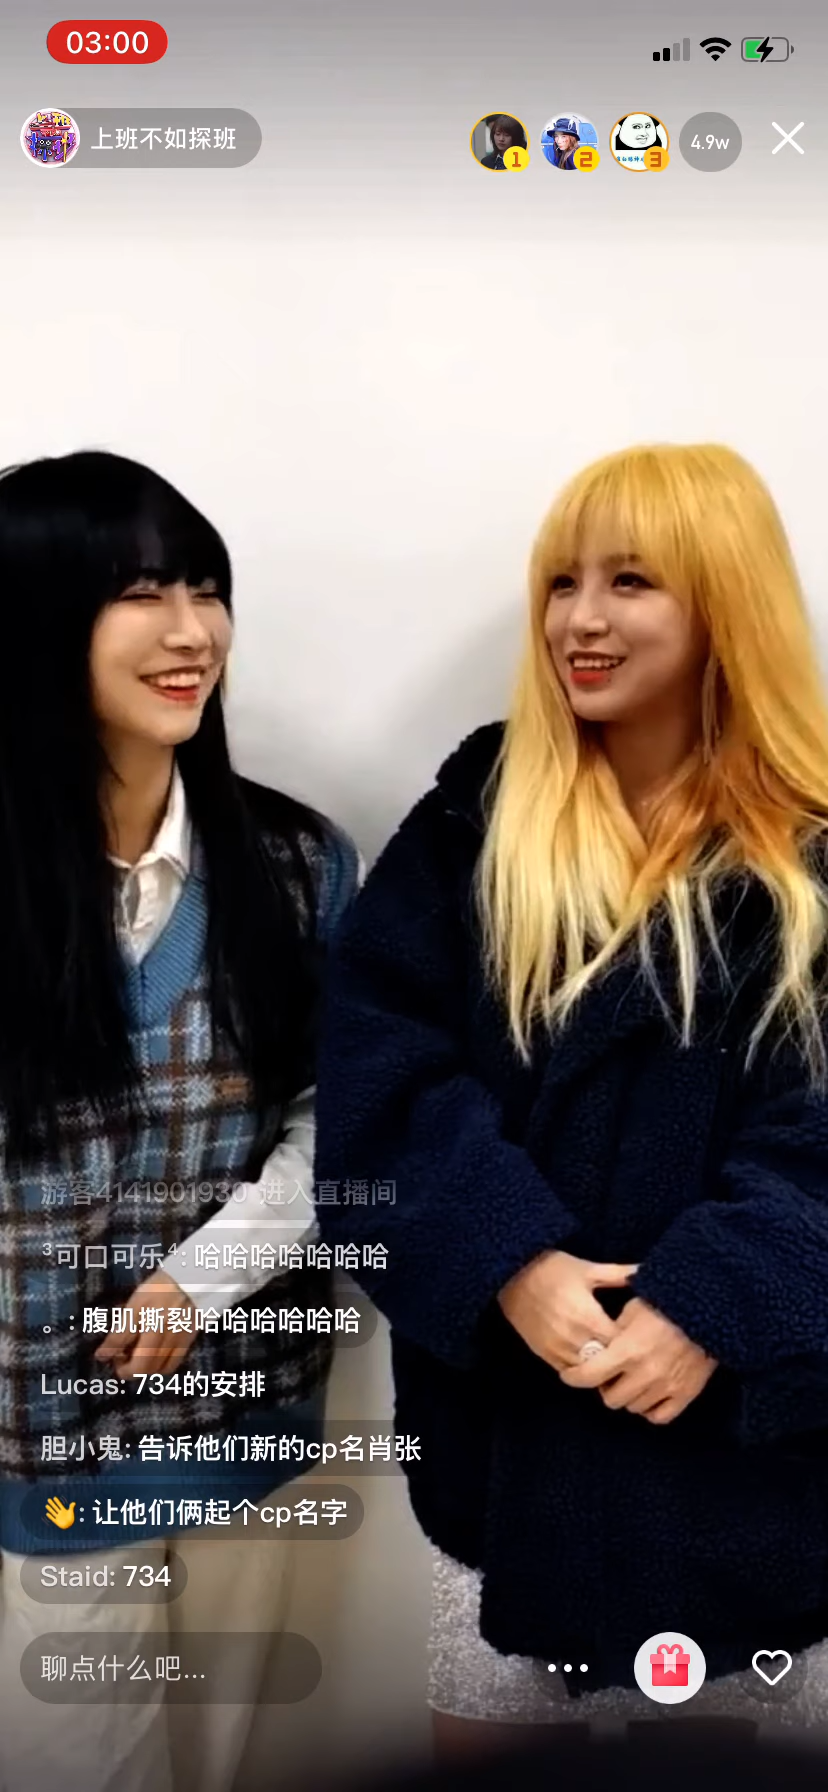 03:00
上班不如探班
1
2
3
4.9w
游客4141901930 进入直播间
³可口可乐⁴: 哈哈哈哈哈哈哈
。: 腹肌撕裂哈哈哈哈哈哈
Lucas: 734的安排
胆小鬼: 告诉他们新的cp名肖张
👋: 让他们俩起个cp名字
Staid: 734
聊点什么吧...